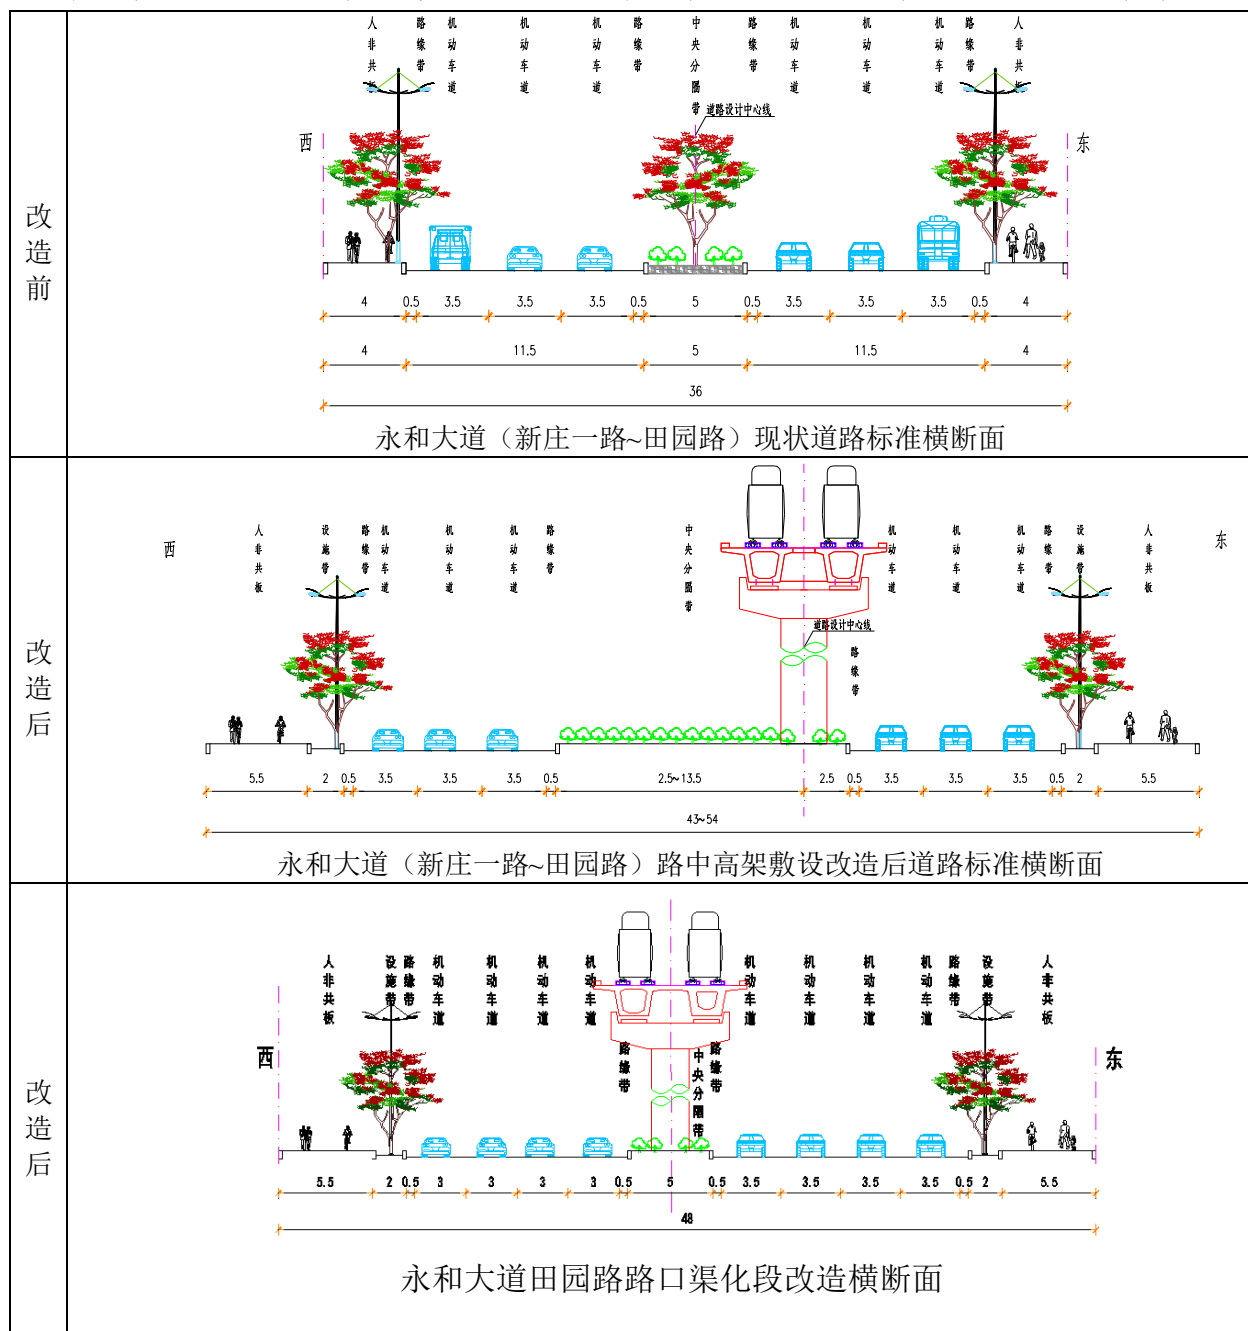 改造前
人非共板 路缘带 机动车道 机动车道 机动车道 路缘带 中央分隔带 路缘带 机动车道 机动车道 机动车道 路缘带 人非共板
道路设计中心线
西 东
4 0.5 3.5 3.5 3.5 0.5 5 0.5 3.5 3.5 3.5 0.5 4
4 11.5 5 11.5 4
36
永和大道（新庄一路~田园路）现状道路标准横断面
改造后
人非共板 设施带 路缘带 机动车道 机动车道 机动车道 路缘带 中央分隔带 机动车道 机动车道 机动车道 路缘带 设施带 人非共板
西 东
道路设计中心线
路缘带
5.5 2 0.5 3.5 3.5 3.5 0.5 2.5~13.5 2.5 0.5 3.5 3.5 3.5 0.5 2 5.5
43~54
永和大道（新庄一路~田园路）路中高架敷设改造后道路标准横断面
改造后
人非共板 设施带 路缘带 机动车道 机动车道 机动车道 机动车道 机动车道 机动车道 机动车道 机动车道 路缘带 设施带 人非共板
西 路缘带 中央分隔带 路缘带 东
5.5 2 0.5 3 3 3 3 0.5 5 0.5 3.5 3.5 3.5 3.5 0.5 2 5.5
48
永和大道田园路路口渠化段改造横断面